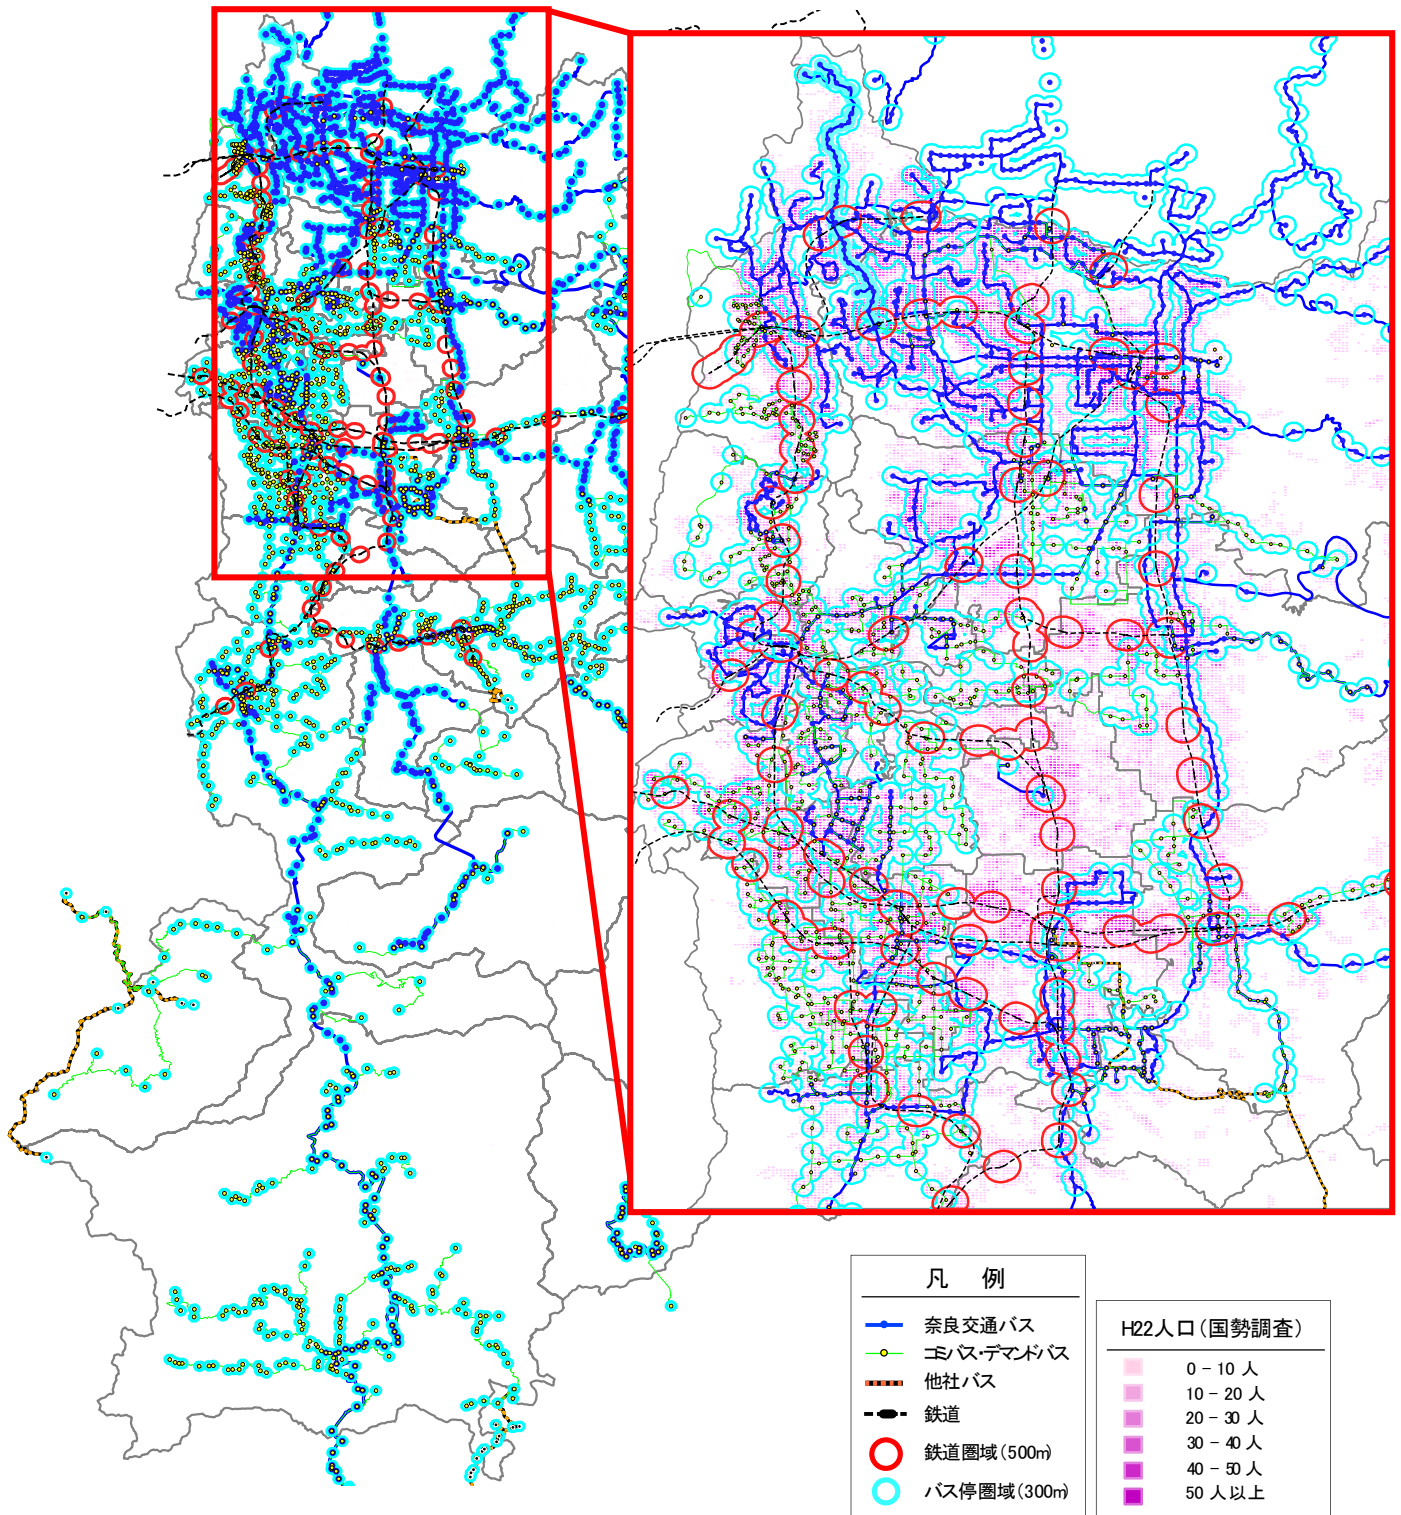 凡 例
奈良交通バス
コミバス・デマンドバス
他社バス
鉄道
鉄道圏域(500m)
バス停圏域(300m)
H22人口(国勢調査)
0 - 10 人
10 - 20 人
20 - 30 人
30 - 40 人
40 - 50 人
50 人以上